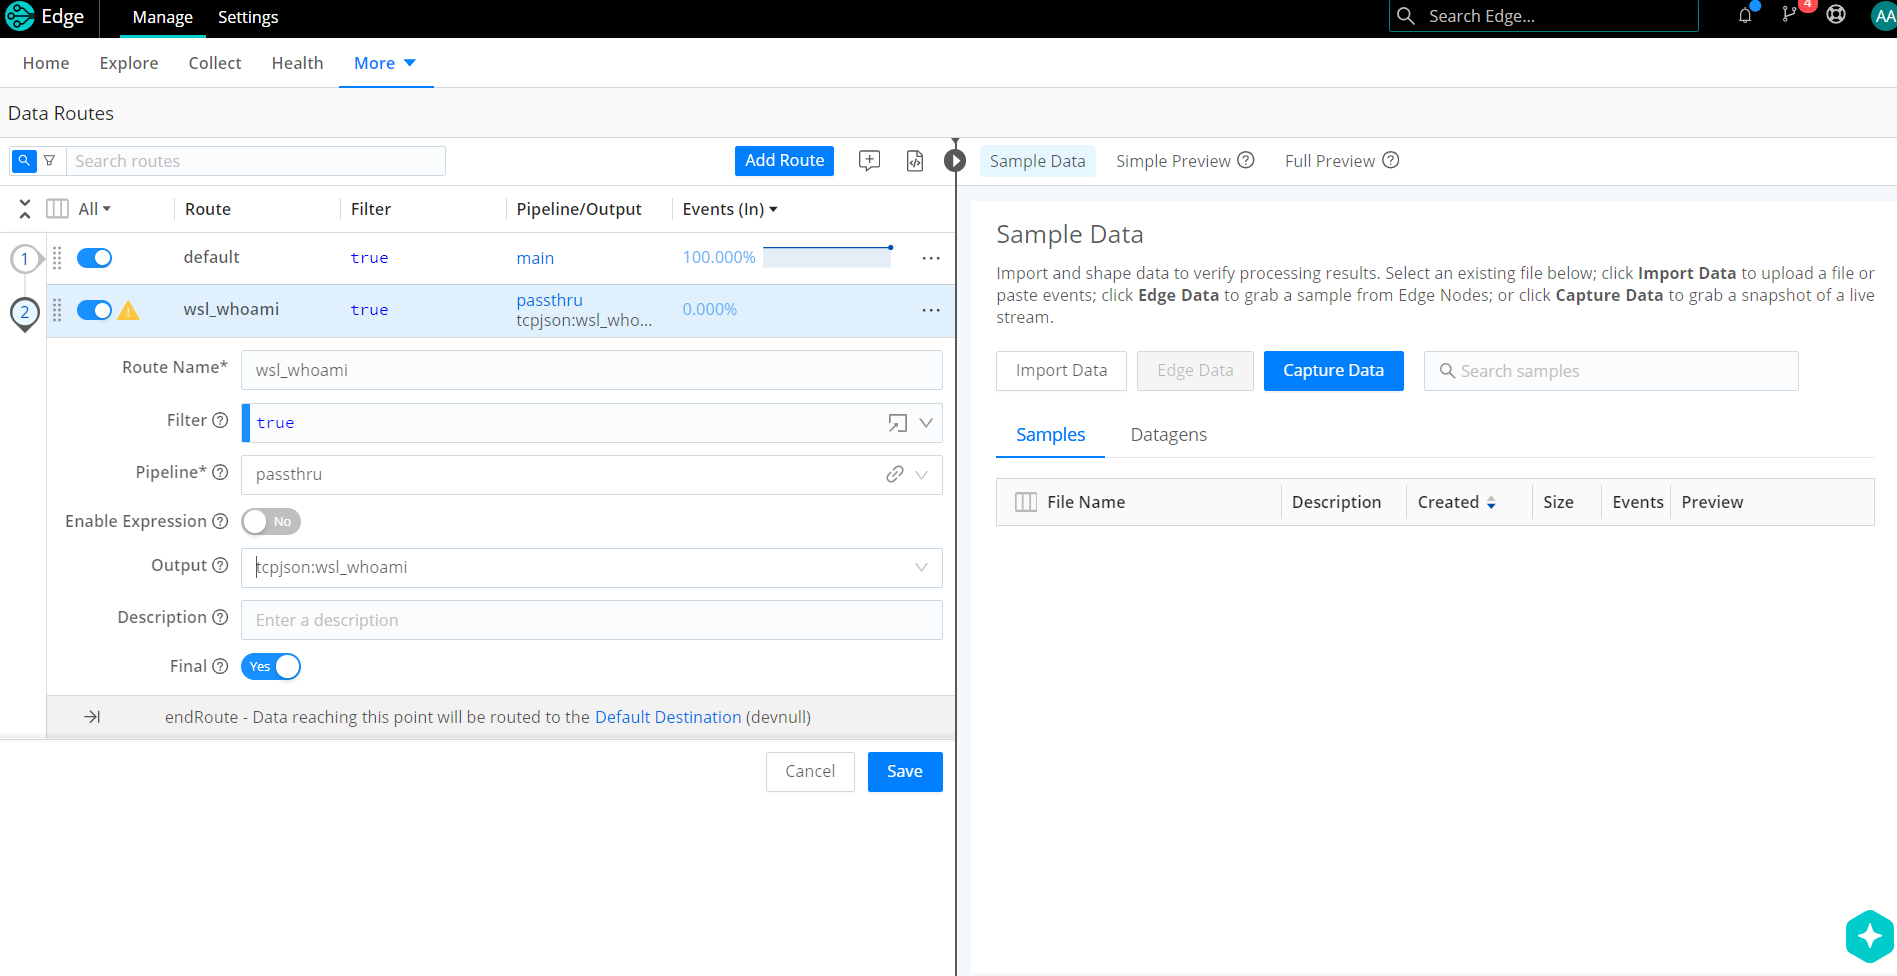 Edge
Manage
Settings
Search Edge...
4
AA
Home
Explore
Collect
Health
More
Data Routes
Search routes
Add Route
Sample Data
Simple Preview
Full Preview
All
Route
Filter
Pipeline/Output
Events (In)
1
default
true
main
100.000%
...
2
wsl_whoami
true
passthru
tcpjson:wsl_who...
0.000%
...
Route Name*
wsl_whoami
Filter
true
Pipeline*
passthru
Enable Expression
No
Output
tcpjson:wsl_whoami
Description
Enter a description
Final
Yes
endRoute - Data reaching this point will be routed to the Default Destination (devnull)
Cancel
Save
Sample Data
Import and shape data to verify processing results. Select an existing file below; click Import Data to upload a file or
paste events; click Edge Data to grab a sample from Edge Nodes; or click Capture Data to grab a snapshot of a live
stream.
Import Data
Edge Data
Capture Data
Search samples
Samples
Datagens
File Name
Description
Created
Size
Events
Preview